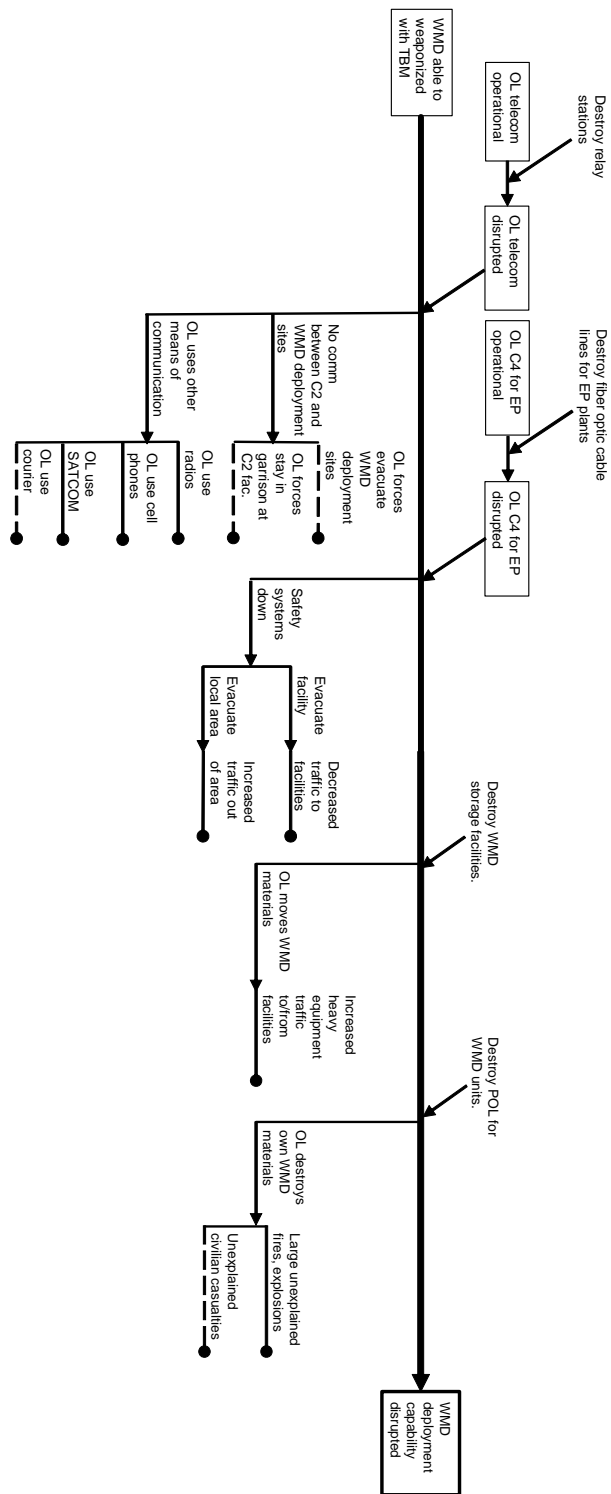 Destroy relay
stations
OL telecom
operational
OL telecom
disrupted
Destroy fiber optic cable
lines for EP plants
OL C4 for EP
operational
OL C4 for EP
disrupted
Destroy WMD
storage facilities.
Destroy POL for
WMD units.
WMD able to
weaponized
with TBM
WMD
deployment
capability
disrupted
No comm
between C2 and
WMD deployment
sites
OL forces
evacuate
WMD
deployment
sites
OL forces
stay in
garrison at
C2 fac.
OL uses other
means of
communication
OL use
radios
OL use cell
phones
OL use
SATCOM
OL use
courier
Safety
systems
down
Evacuate
facility
Decreased
traffic to
facilities
Evacuate
local area
Increased
traffic out
of area
OL moves WMD
materials
Increased
heavy
equipment
traffic
to/from
facilities
OL destroys
own WMD
materials
Large unexplained
fires, explosions
Unexplained
civilian casualties